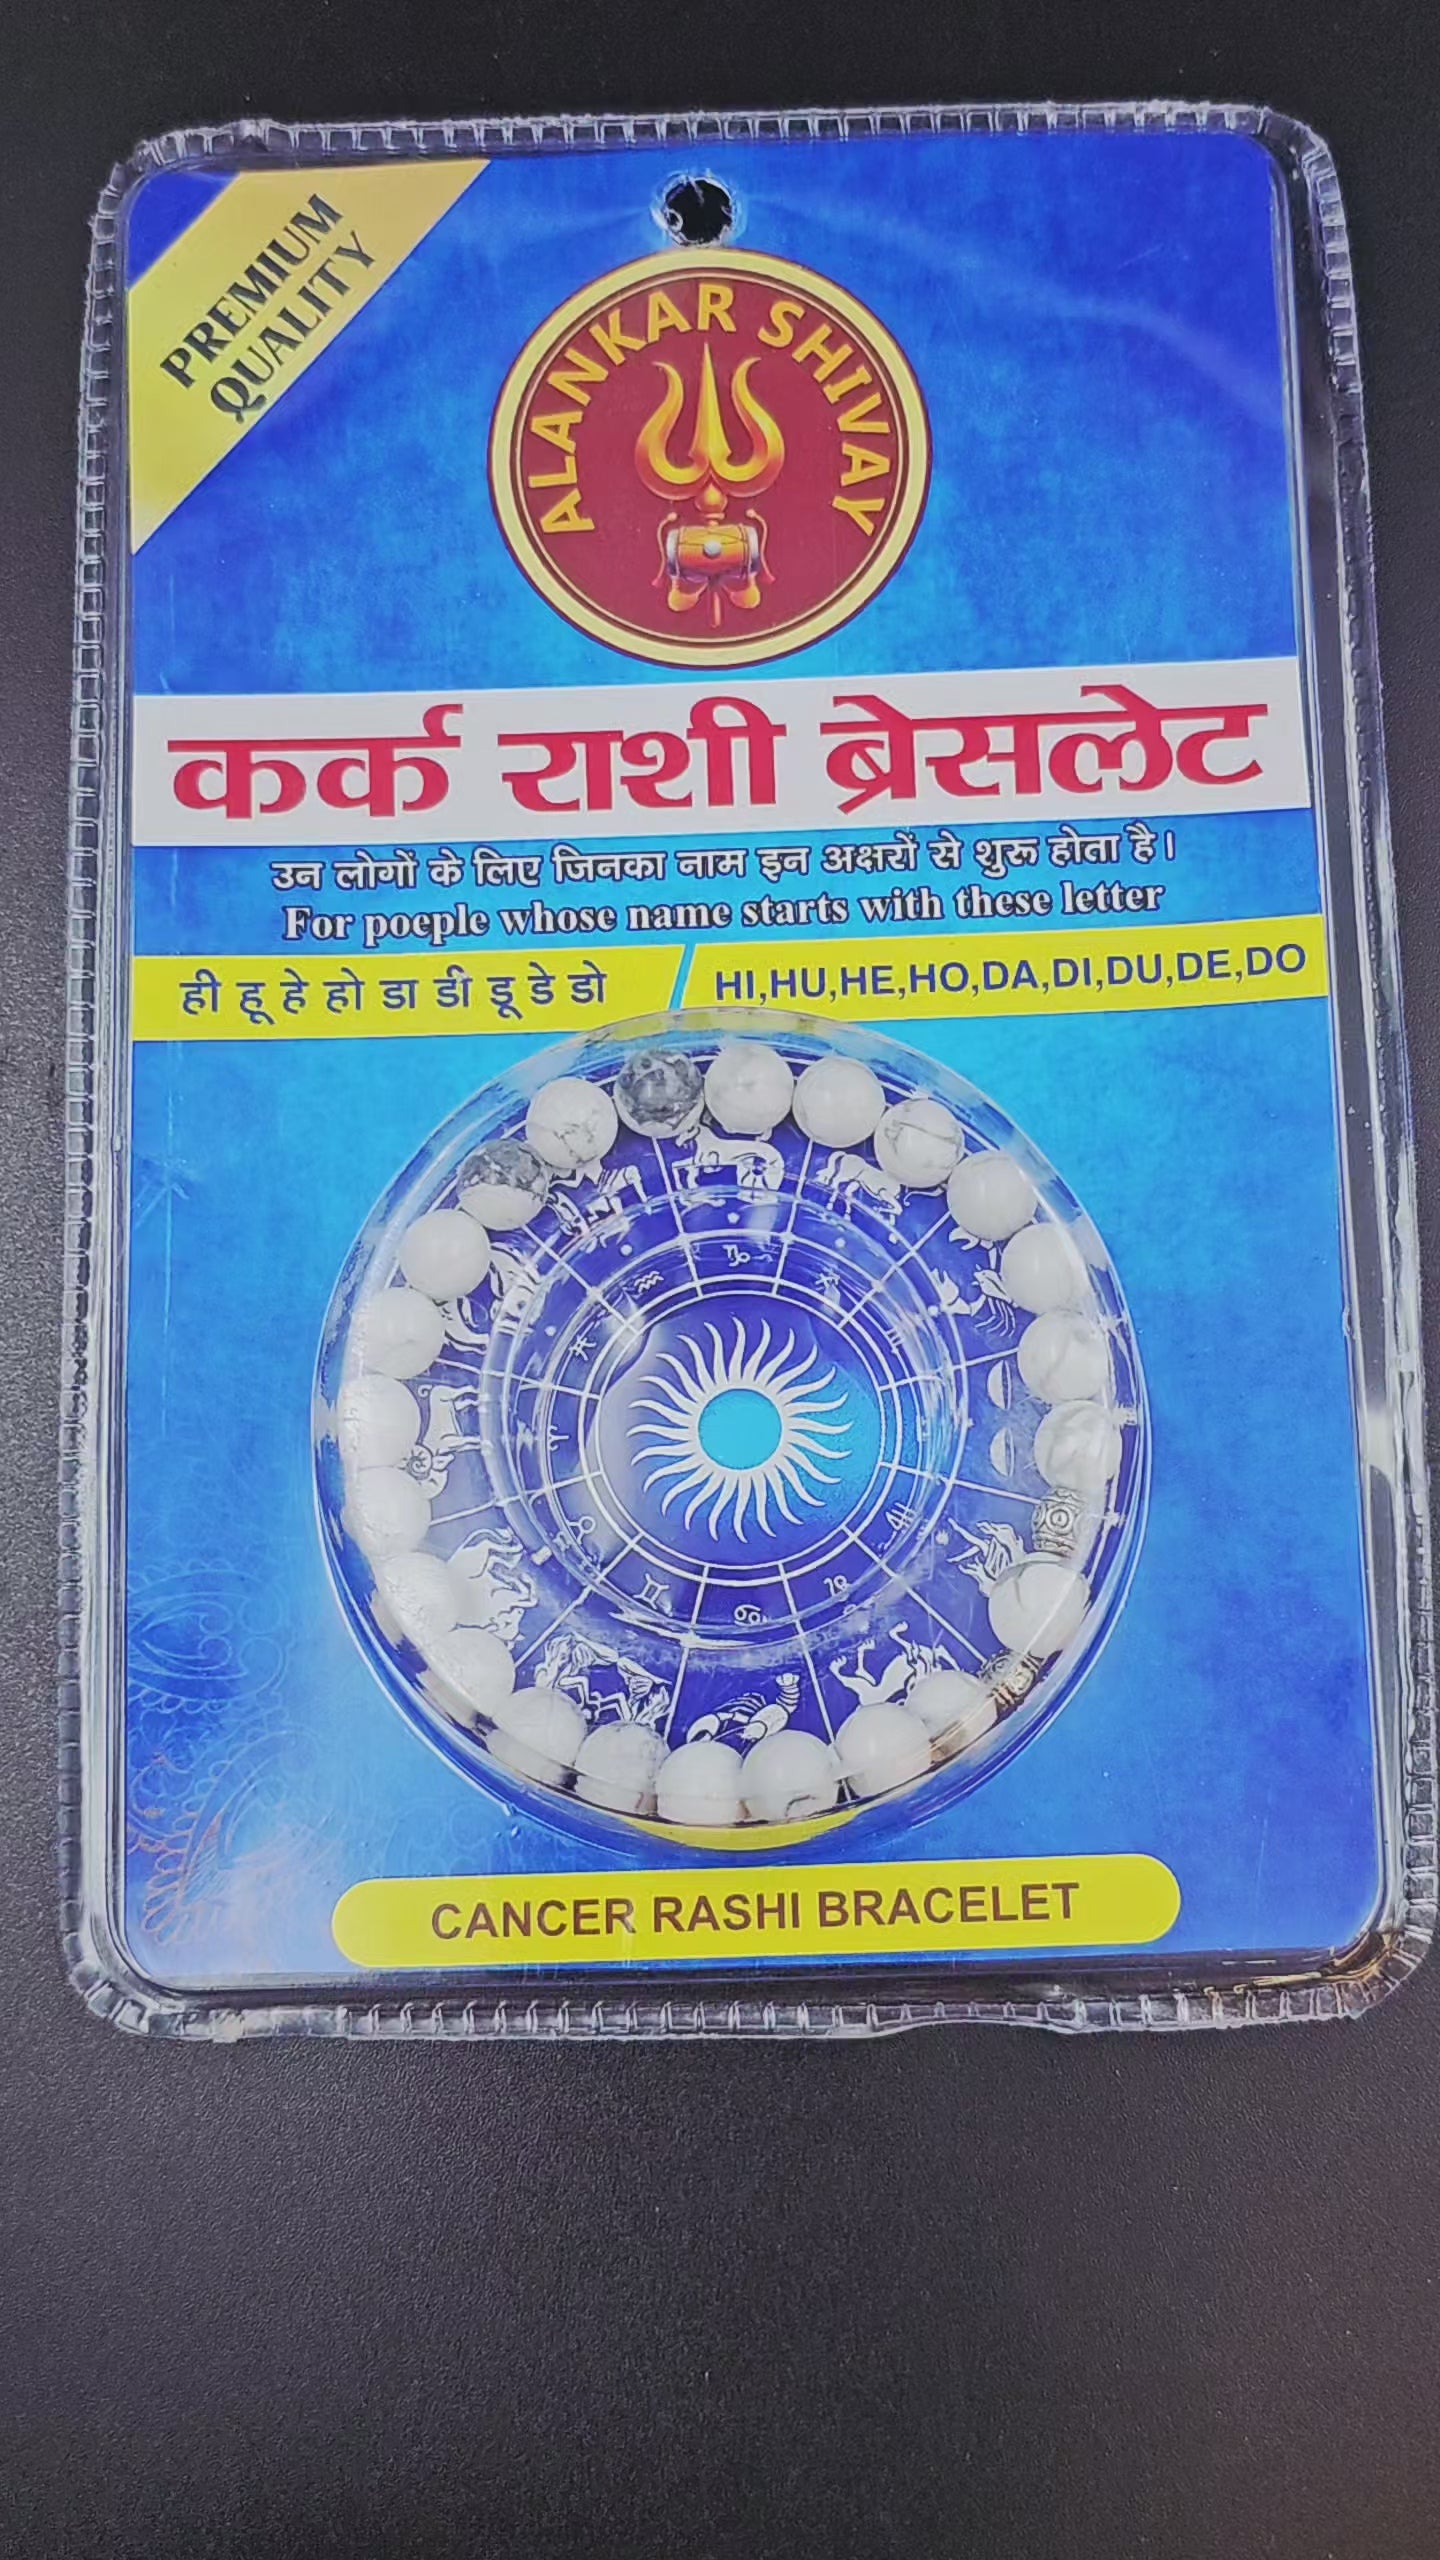 PREMIUM
QUALITY
ALANKAR SHIVAY
कर्क राशी ब्रेसलेट
उन लोगों के लिए जिनका नाम इन अक्षरों से शुरू होता है।
For poeple whose name starts with these letter
ही हू हे हो डा डी डू डे डो
HI,HU,HE,HO,DA,DI,DU,DE,DO
CANCER RASHI BRACELET